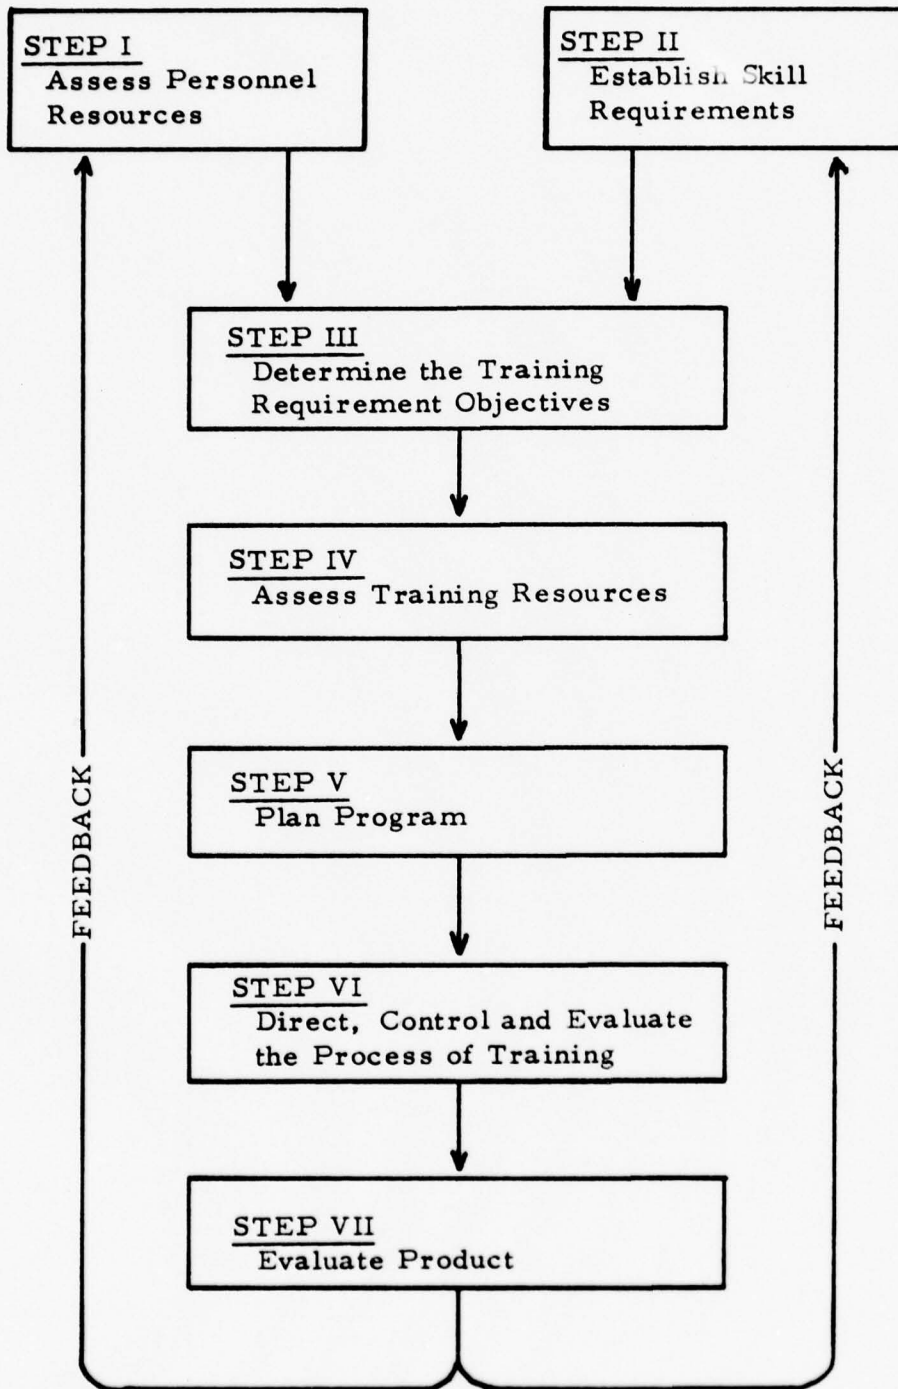 STEP I
Assess Personnel
Resources
STEP II
Establish Skill
Requirements
STEP III
Determine the Training
Requirement Objectives
STEP IV
Assess Training Resources
STEP V
Plan Program
STEP VI
Direct, Control and Evaluate
the Process of Training
STEP VII
Evaluate Product
FEEDBACK
FEEDBACK